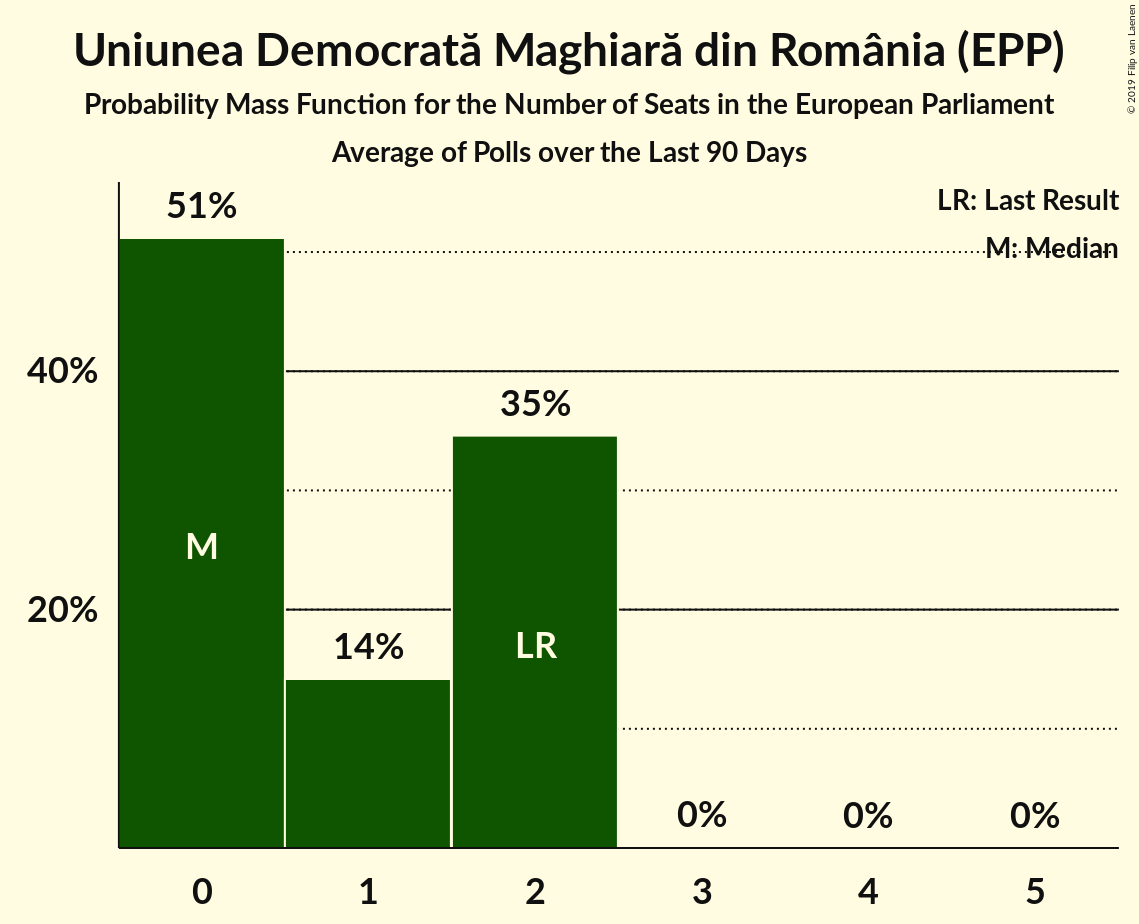 Uniunea Democrată Maghiară din România (EPP)
Probability Mass Function for the Number of Seats in the European Parliament
Average of Polls over the Last 90 Days
© 2019 Filip van Laenen
LR: Last Result
M: Median
51%
40%
35%
M
20%
14%
LR
0%
0%
0%
0
1
2
3
4
5